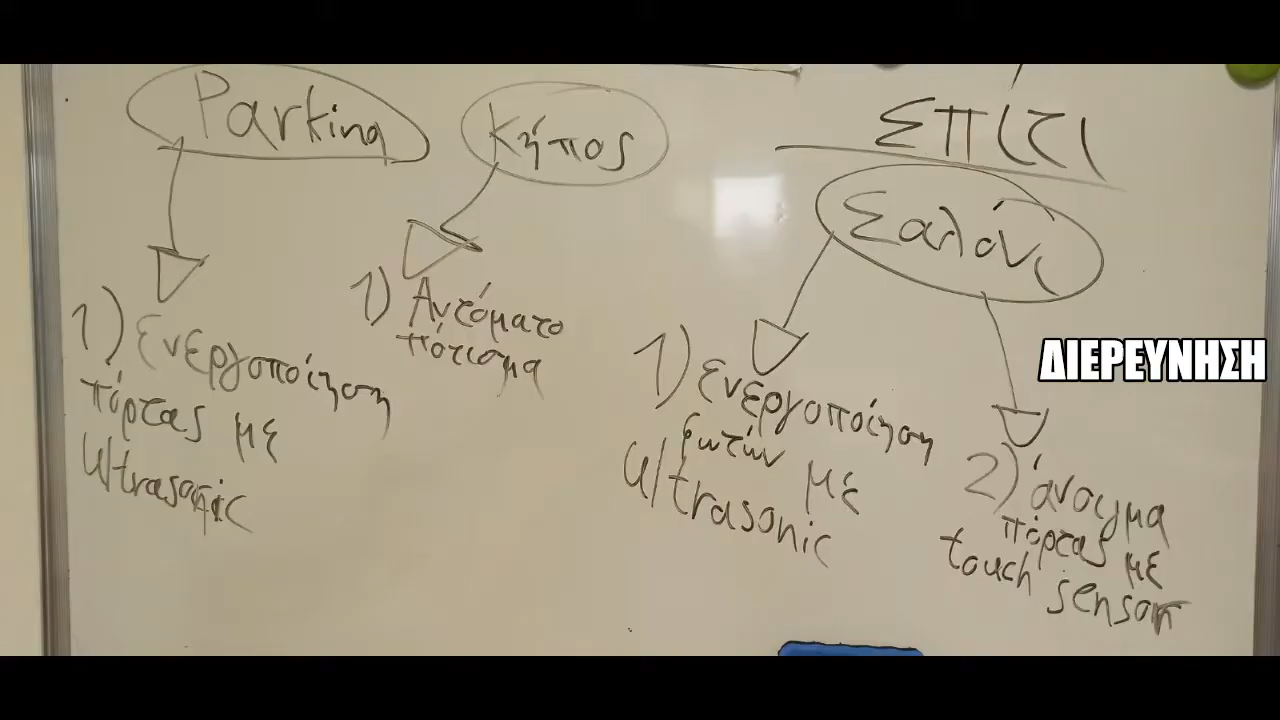 Parking
1) Ενεργοποίηση
πόρτας με
ultrasonic
Κήπος
1) Αυτόματο
πότισμα
ΣΠΙΤΙ
Σαλόνι
1) Ενεργοποίηση
φωτών με
ultrasonic
2) άνοιγμα
πόρτας με
touch sensor
ΔΙΕΡΕΥΝΗΣΗ